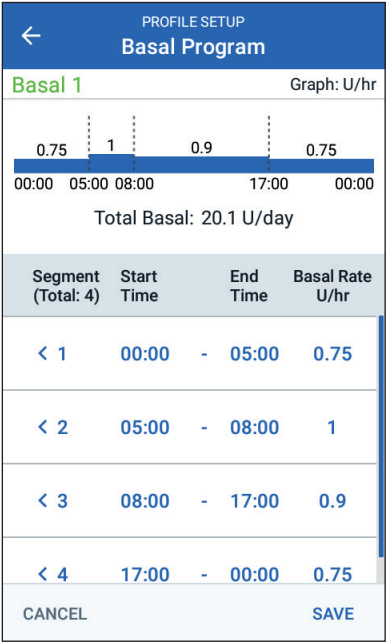 PROFILE SETUP
Basal Program
Basal 1 Graph: U/hr
0.75 1 0.9 0.75
00:00 05:00 08:00 17:00 00:00
Total Basal: 20.1 U/day
Segment Start End Basal Rate
(Total: 4) Time Time U/hr
< 1 00:00 - 05:00 0.75
< 2 05:00 - 08:00 1
< 3 08:00 - 17:00 0.9
< 4 17:00 - 00:00 0.75
CANCEL SAVE